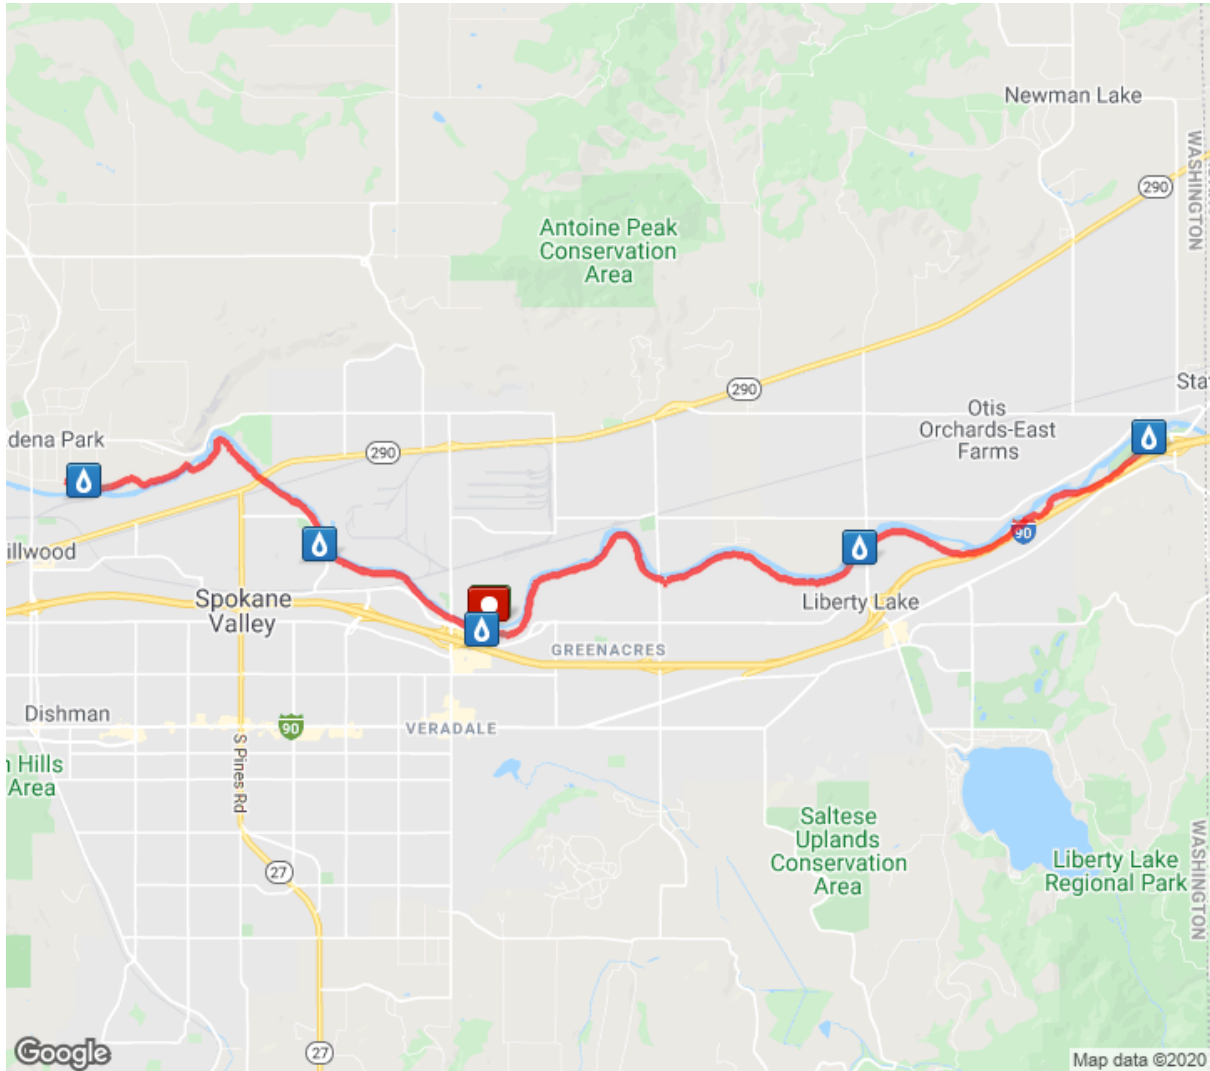 Newman Lake
WASHINGTON
290
Antoine Peak
Conservation
Area
290
Stat
Otis
Orchards-East
Farms
dena Park
290
90
illwood
Spokane
Valley
Liberty Lake
GREENACRES
Dishman
90
VERADALE
n Hills
Area
S Pines Rd
Saltese
Uplands
Conservation
Area
Liberty Lake
Regional Park
WASHINGTON
27
27
Google
Map data ©2020